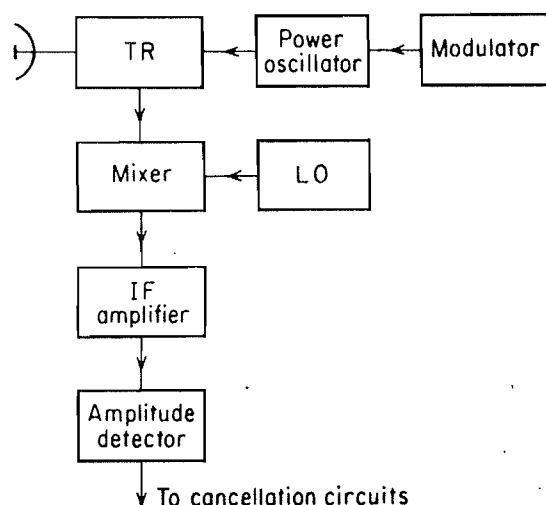 TR
Power
oscillator
Modulator
Mixer
LO
IF
amplifier
Amplitude
detector
To cancellation circuits